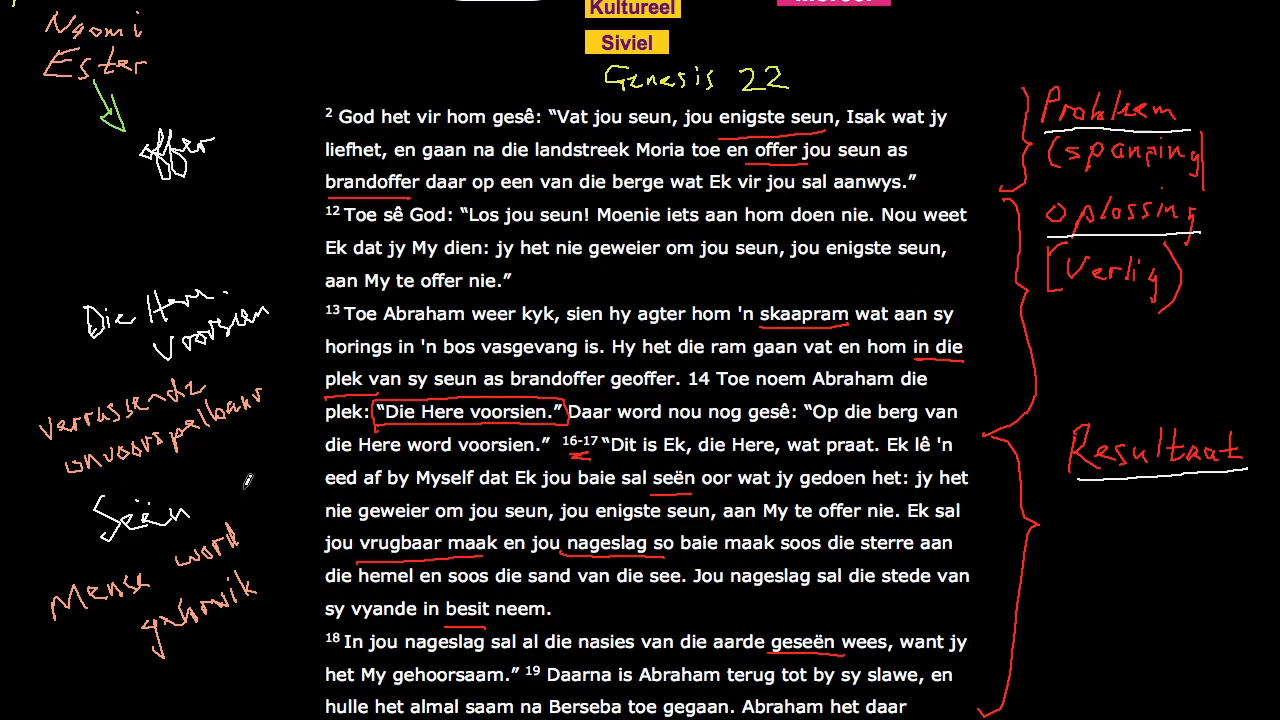 Kultureel
Siviel
Genesis 22
Naomi
Ester
offer
Die Here
voorsien
verrassende
onvoorspelbaar
Seën
Mense word
gebruik
² God het vir hom gesê: “Vat jou seun, jou enigste seun, Isak wat jy
liefhet, en gaan na die landstreek Moria toe en offer jou seun as
brandoffer daar op een van die berge wat Ek vir jou sal aanwys.”
¹² Toe sê God: “Los jou seun! Moenie iets aan hom doen nie. Nou weet
Ek dat jy My dien: jy het nie geweier om jou seun, jou enigste seun,
aan My te offer nie.”
¹³ Toe Abraham weer kyk, sien hy agter hom 'n skaapram wat aan sy
horings in 'n bos vasgevang is. Hy het die ram gaan vat en hom in die
plek van sy seun as brandoffer geoffer. 14 Toe noem Abraham die
plek: “Die Here voorsien.” Daar word nou nog gesê: “Op die berg van
die Here word voorsien.” ¹⁶⁻¹⁷ “Dit is Ek, die Here, wat praat. Ek lê 'n
eed af by Myself dat Ek jou baie sal seën oor wat jy gedoen het: jy het
nie geweier om jou seun, jou enigste seun, aan My te offer nie. Ek sal
jou vrugbaar maak en jou nageslag so baie maak soos die sterre aan
die hemel en soos die sand van die see. Jou nageslag sal die stede van
sy vyande in besit neem.
¹⁸ In jou nageslag sal al die nasies van die aarde geseën wees, want jy
het My gehoorsaam.” ¹⁹ Daarna is Abraham terug tot by sy slawe, en
hulle het almal saam na Berseba toe gegaan. Abraham het daar
Probleem
(spanning
Oplossing
(Verlig)
Resultaat